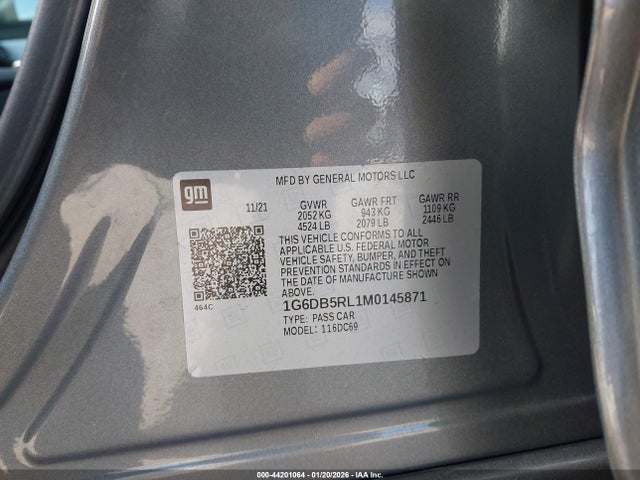 gm
MFD BY GENERAL MOTORS LLC
11/21 GVWR GAWR FRT GAWR RR
2052 KG 943 KG 1109 KG
4524 LB 2079 LB 2446 LB
THIS VEHICLE CONFORMS TO ALL
APPLICABLE U.S. FEDERAL MOTOR
VEHICLE SAFETY, BUMPER, AND THEFT
PREVENTION STANDARDS IN EFFECT ON
THE DATE OF MANUFACTURE SHOWN
ABOVE.
464C
1G6DB5RL1M0145871
TYPE: PASS CAR
MODEL: 116DC69
000-44201064 | 01/20/2026 - IAAI.COM